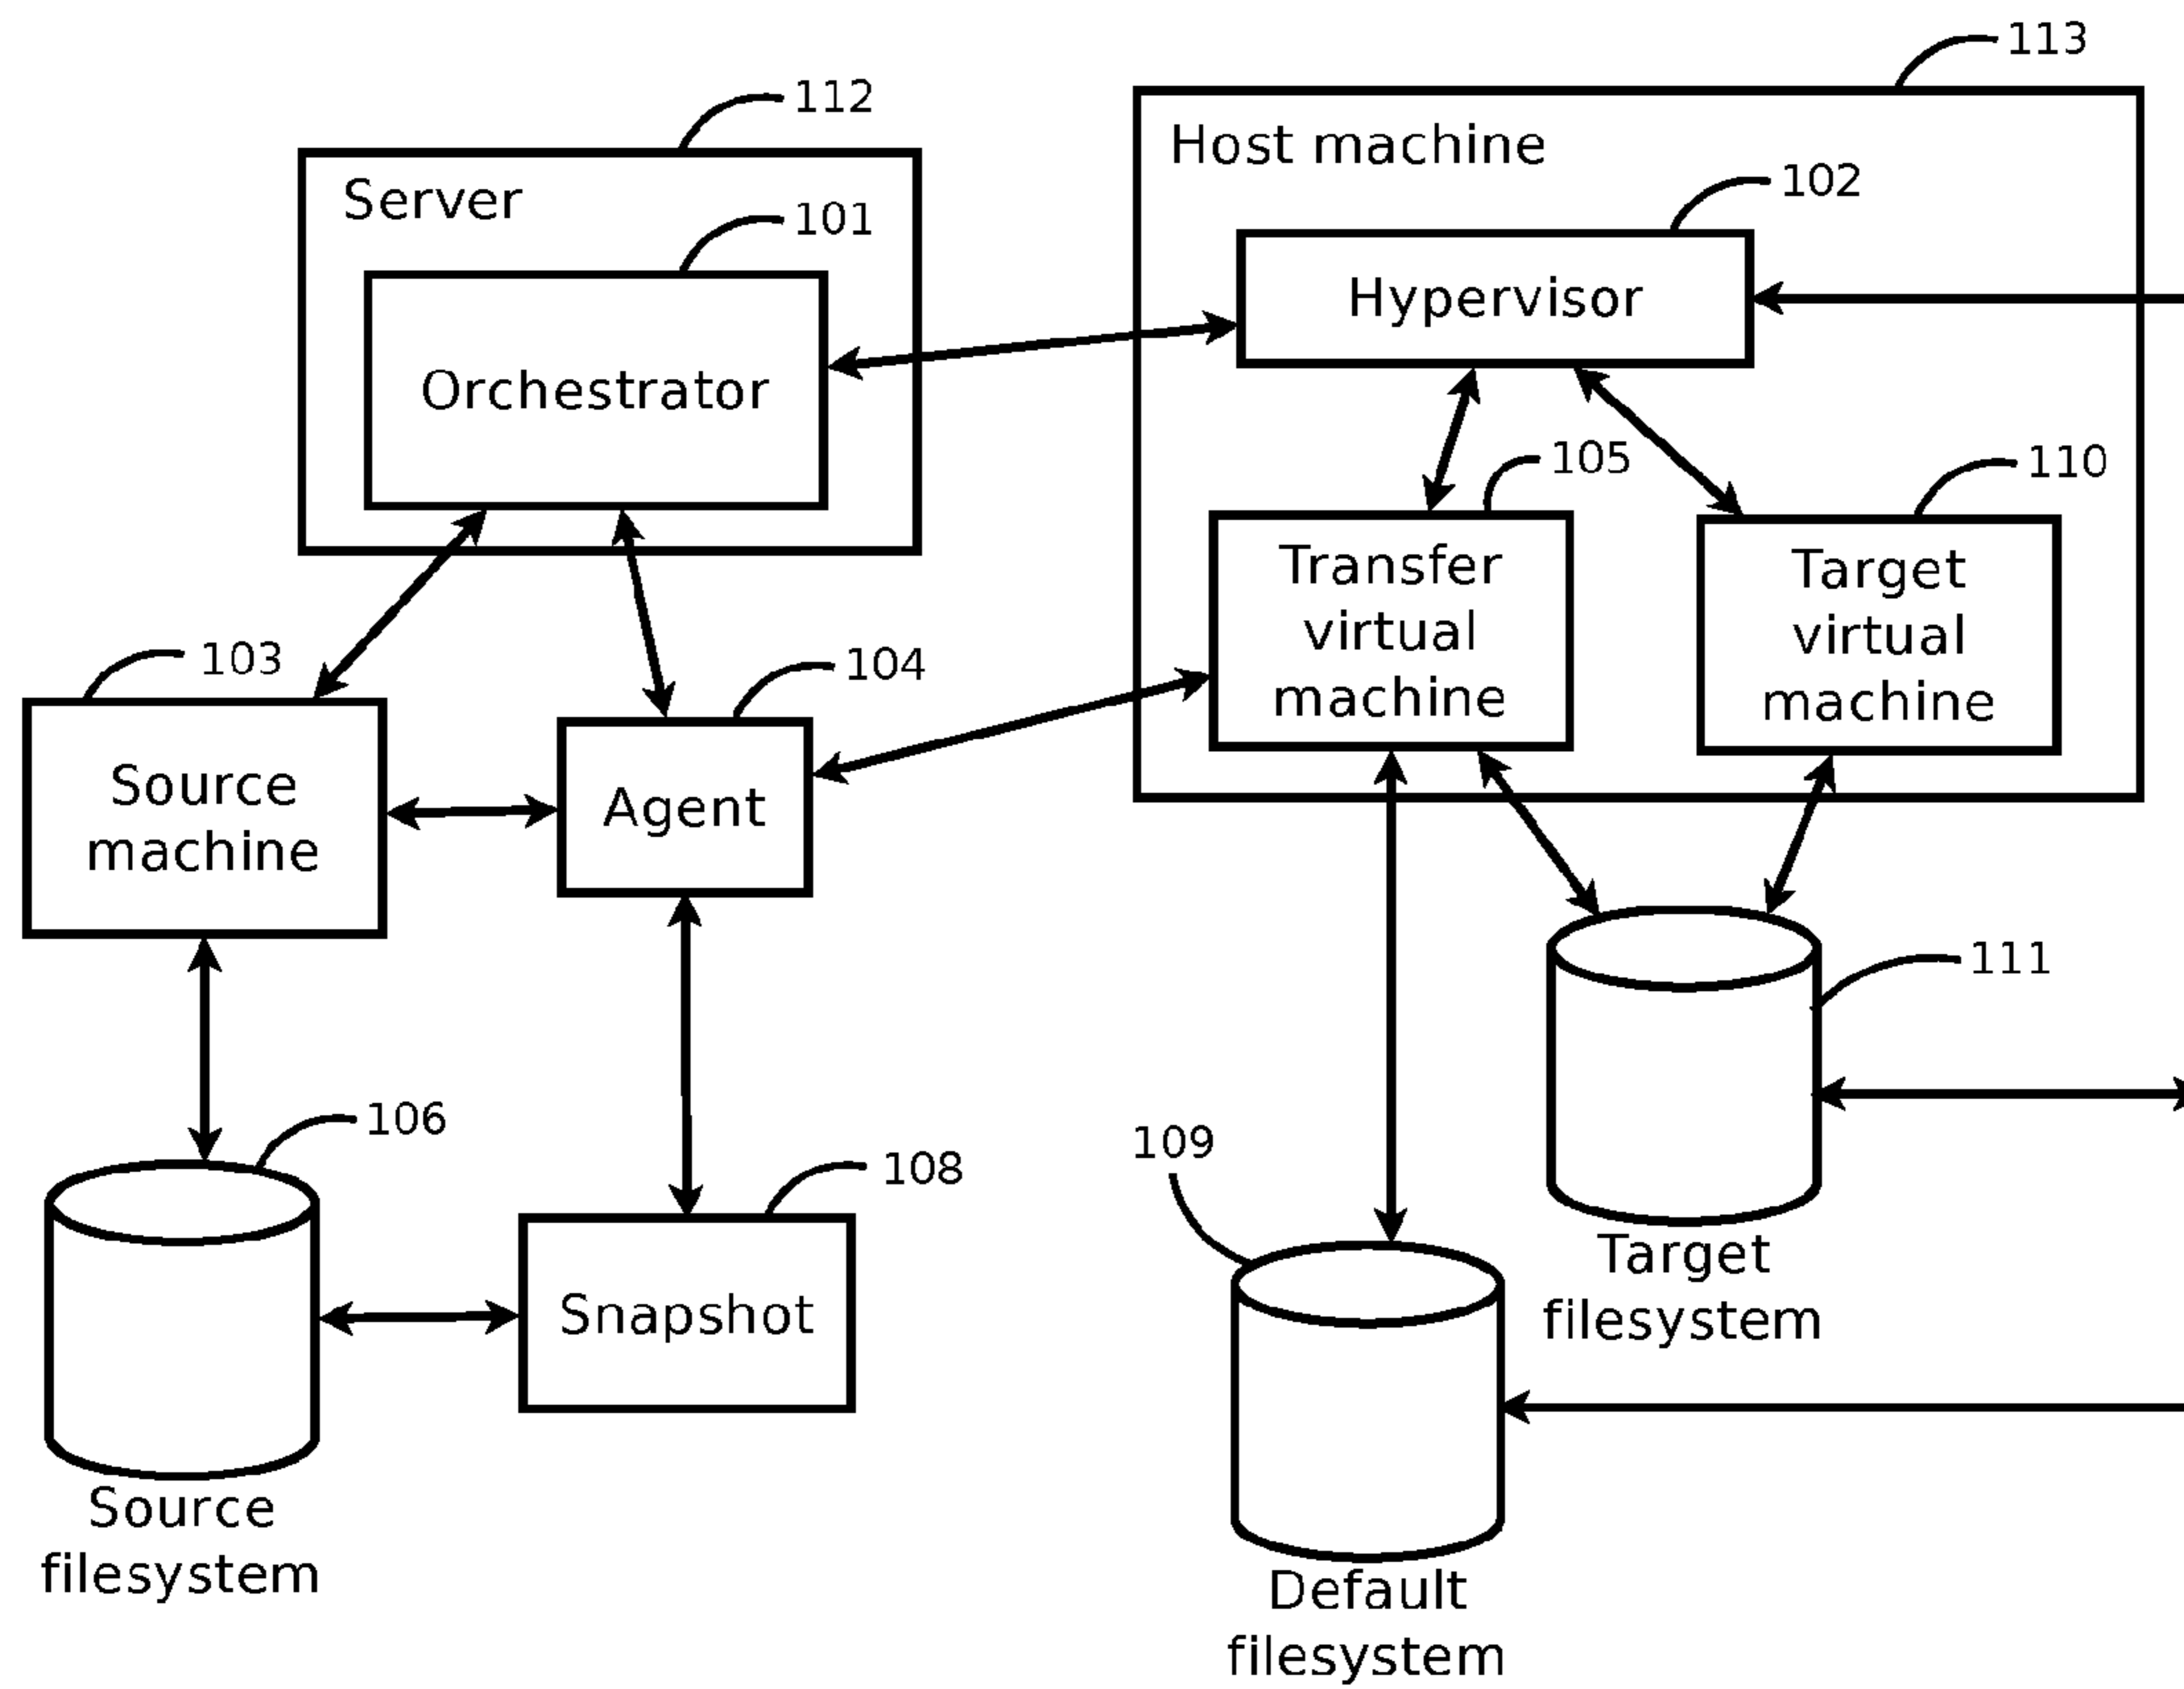 113
112
Host machine
Server
102
101
Hypervisor
Orchestrator
105
110
Transfer
virtual
machine
Target
virtual
machine
103
104
Source
machine
Agent
111
106
109
108
Target
filesystem
Snapshot
Source
filesystem
Default
filesystem